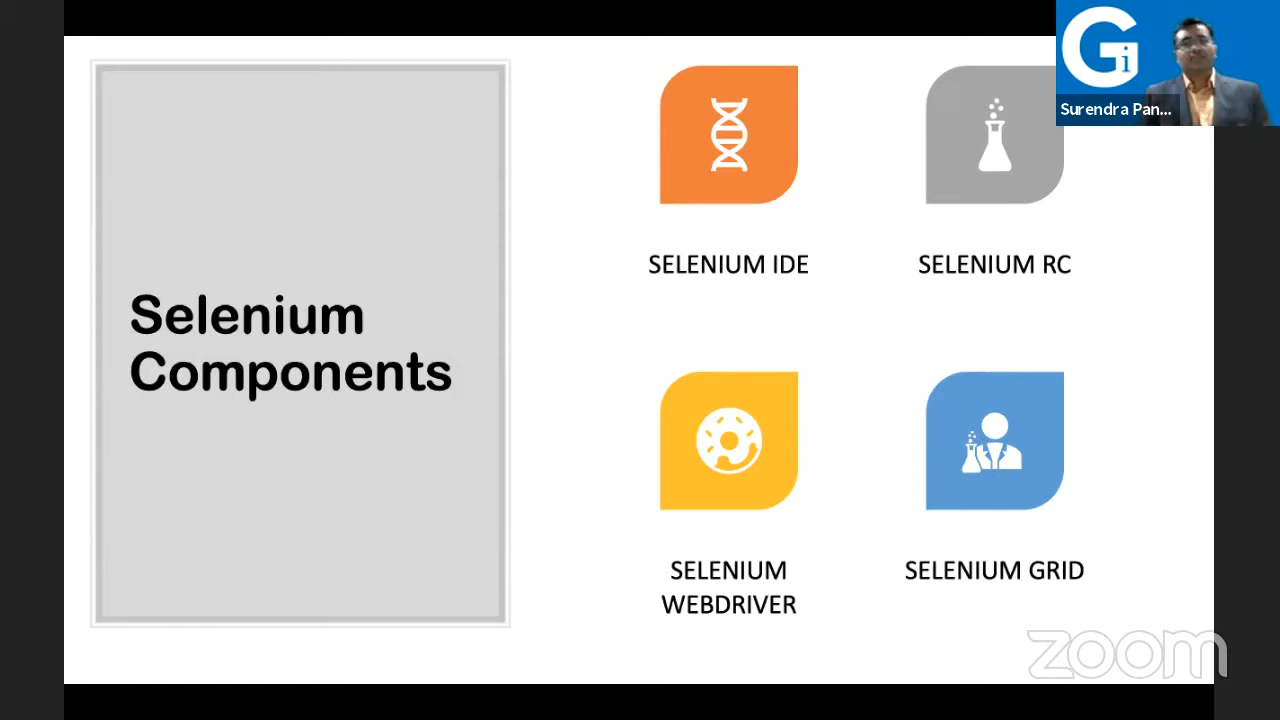 Selenium
Components
SELENIUM IDE
SELENIUM RC
SELENIUM
WEBDRIVER
SELENIUM GRID
Gi
Surendra Pan...
zoom